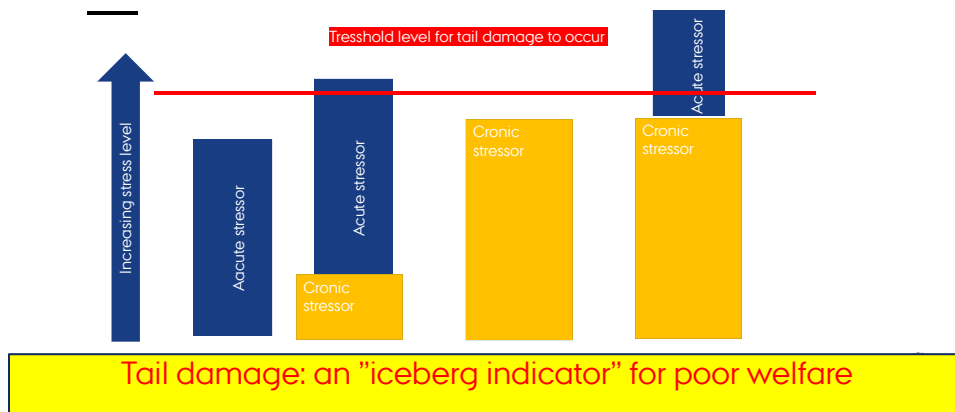 Tresshold level for tail damage to occur
Increasing stress level
Aacute stressor
Acute stressor
Cronic
stressor
Cronic
stressor
Acute stressor
Cronic
stressor
Tail damage: an ”iceberg indicator” for poor welfare